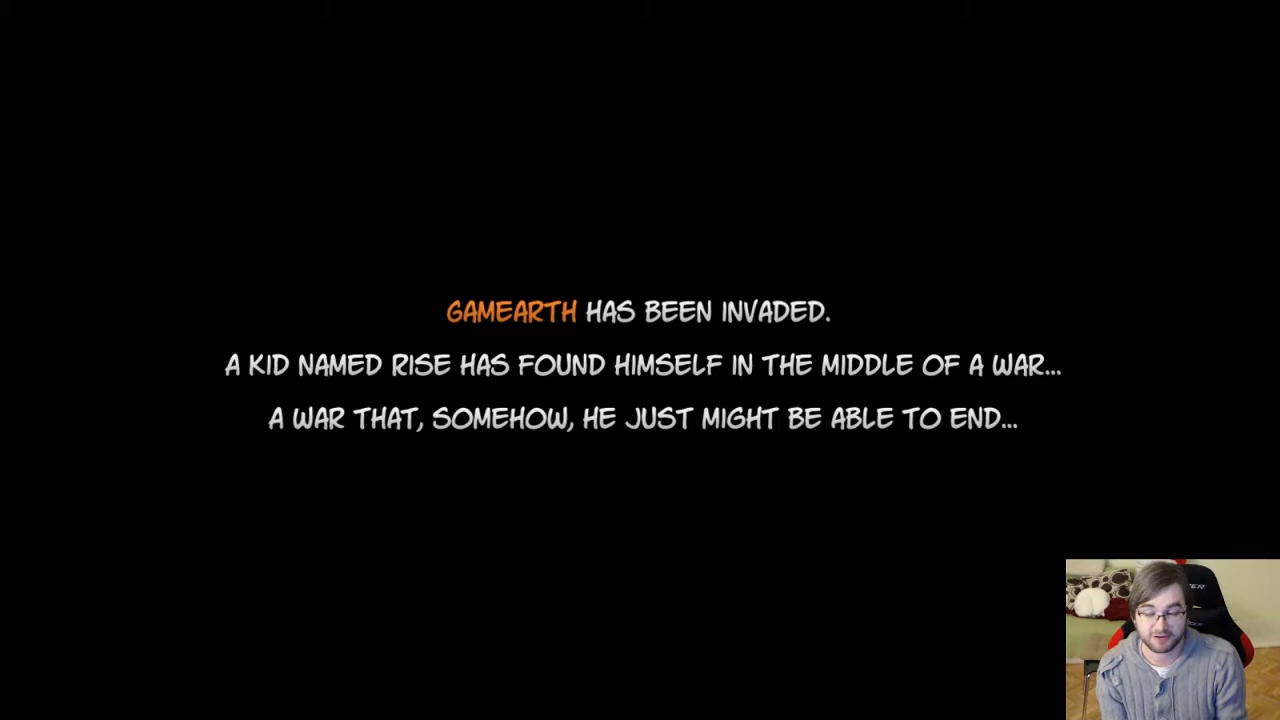 GAMEARTH HAS BEEN INVADED.
A KID NAMED RISE HAS FOUND HIMSELF IN THE MIDDLE OF A WAR...
A WAR THAT, SOMEHOW, HE JUST MIGHT BE ABLE TO END...